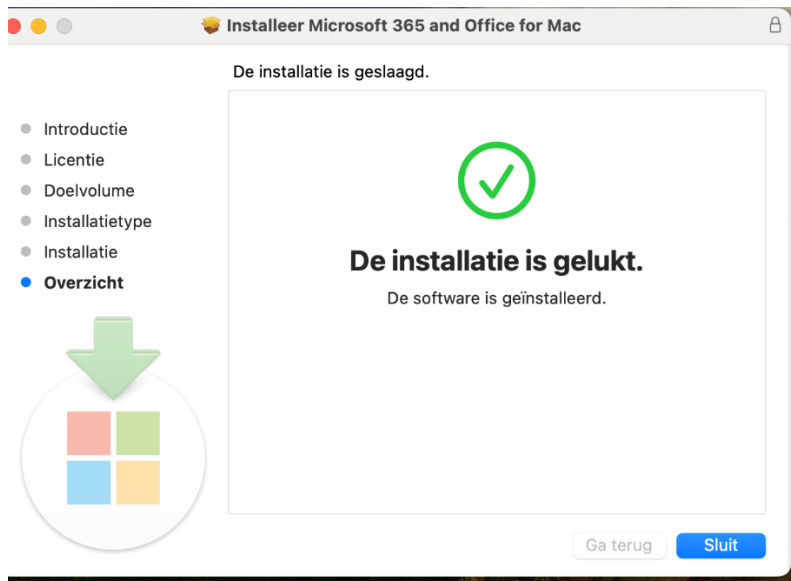 Installeer Microsoft 365 and Office for Mac
De installatie is geslaagd.
Introductie
Licentie
Doelvolume
Installatietype
Installatie
Overzicht
De installatie is gelukt.
De software is geïnstalleerd.
Ga terug
Sluit